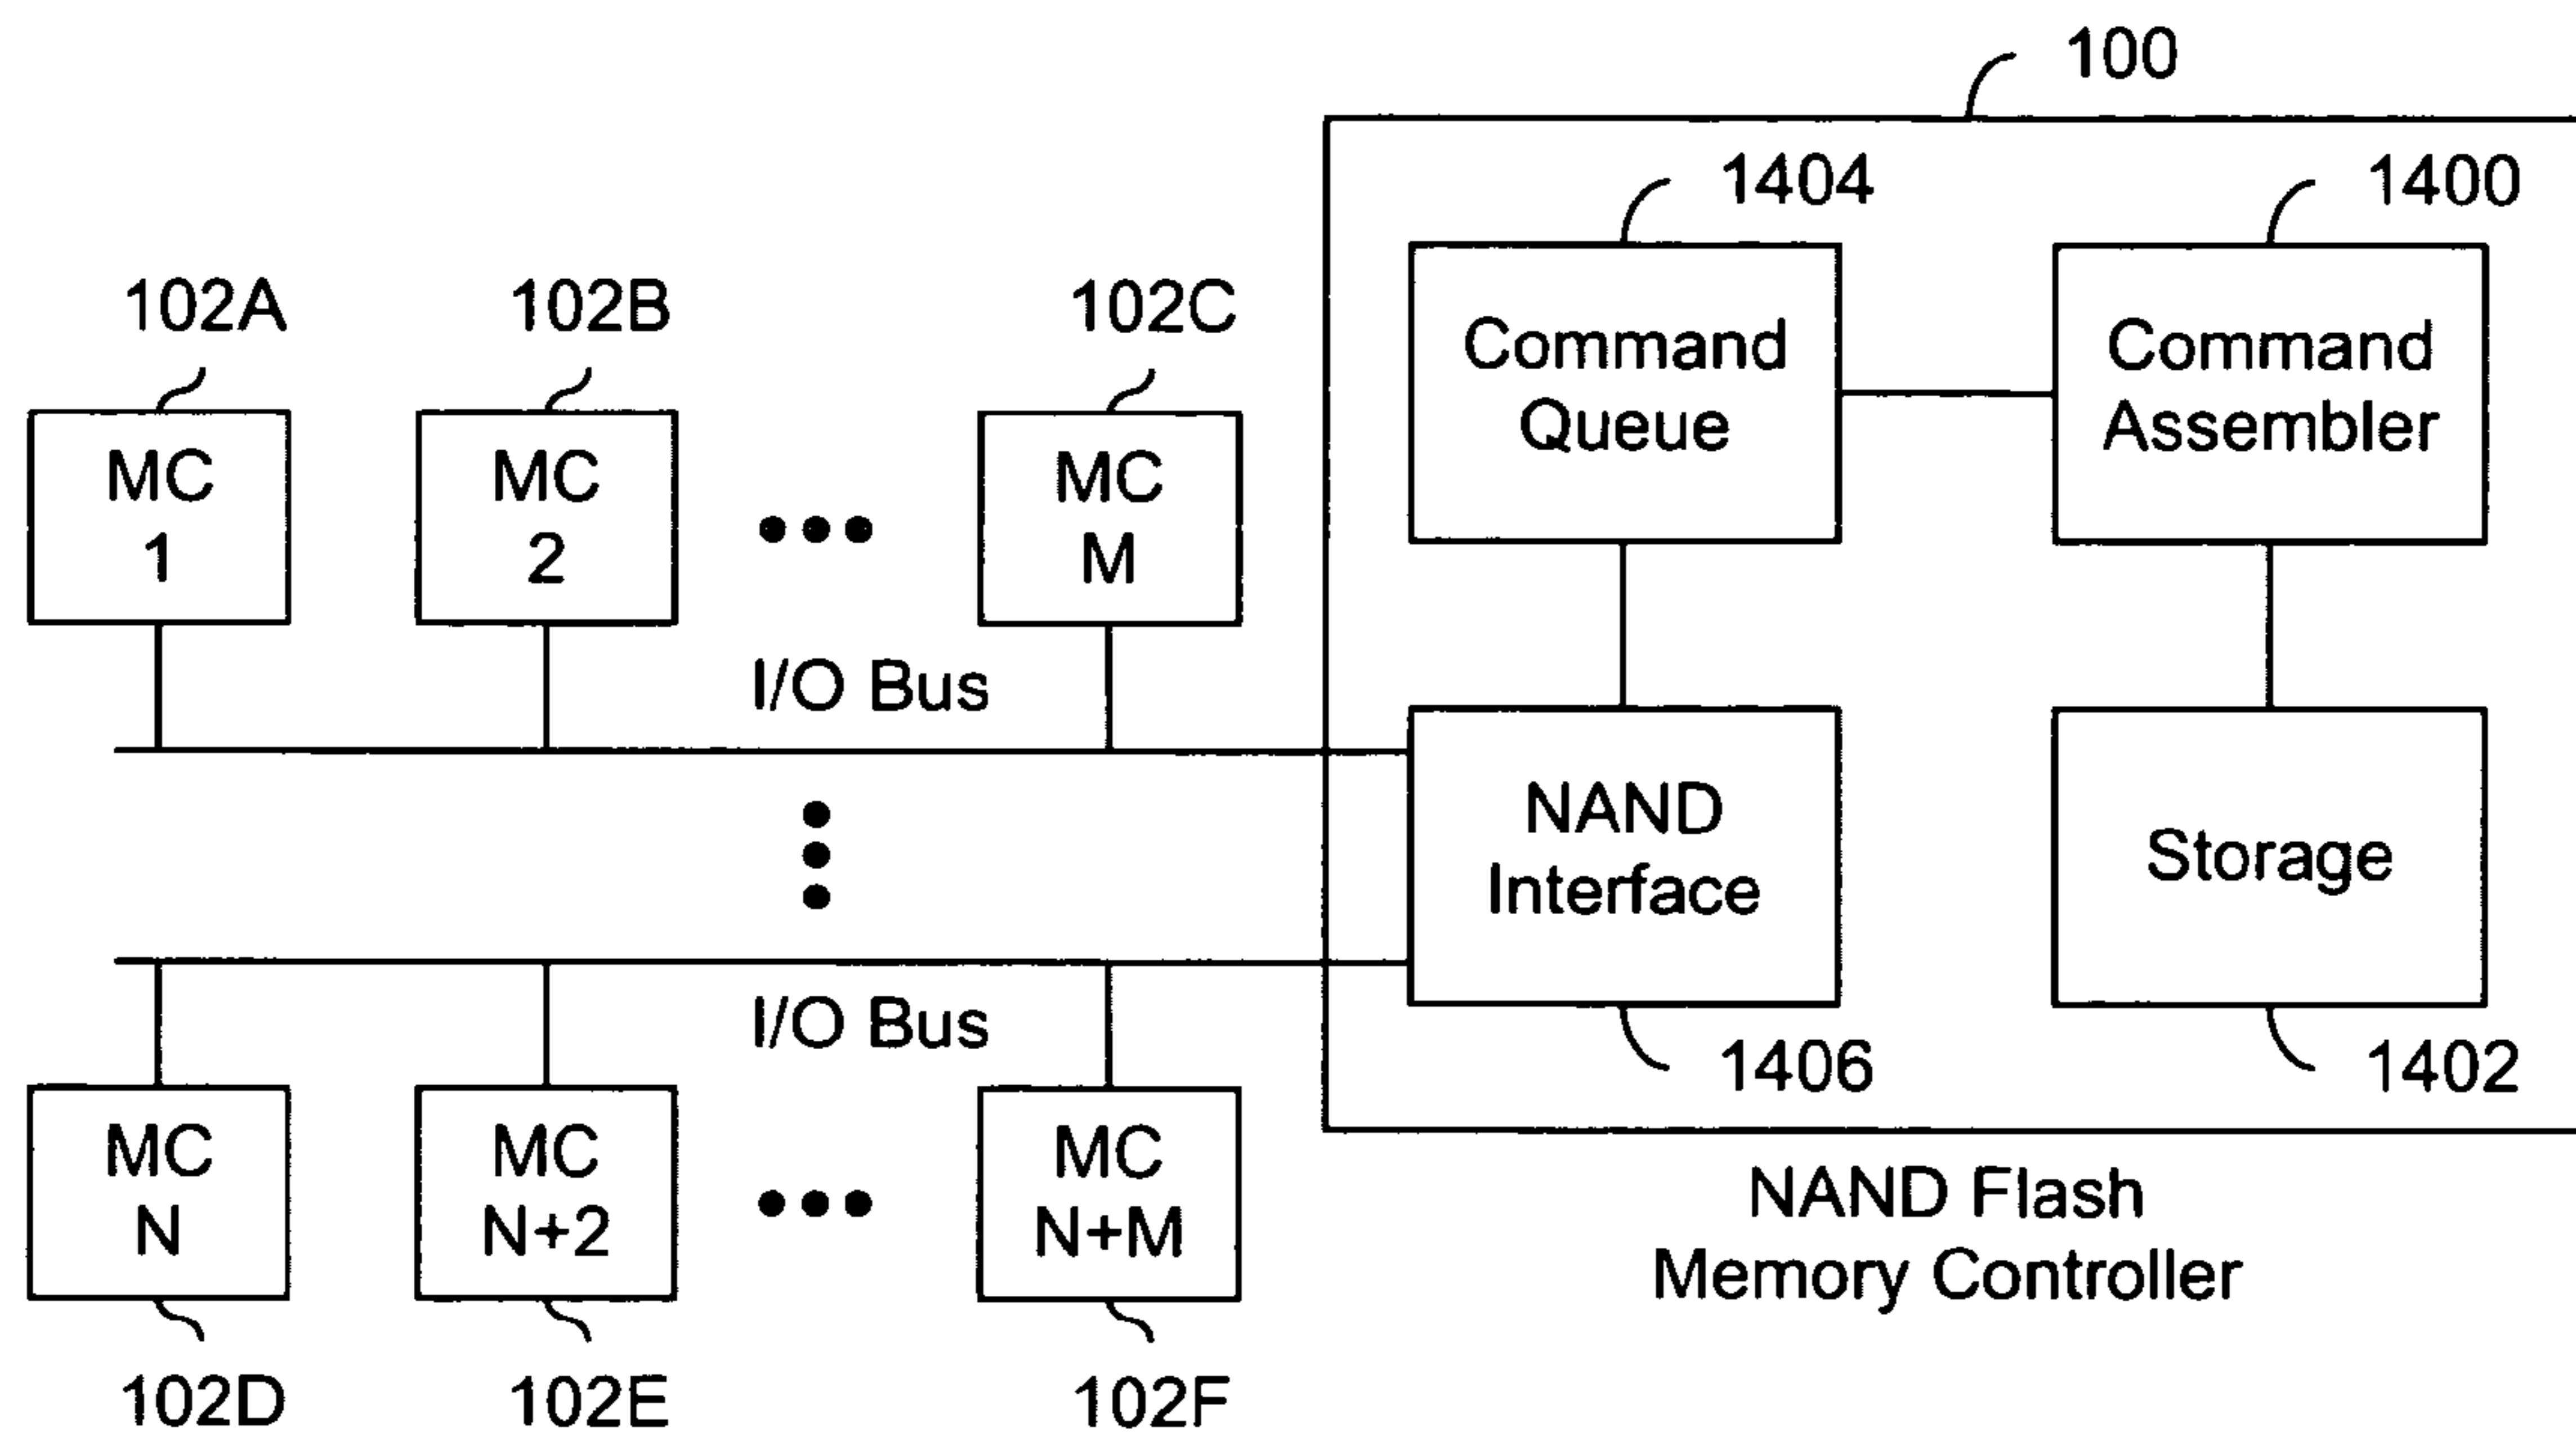 100
1404
1400
102A
102B
102C
Command
Queue
Command
Assembler
MC
1
MC
2
MC
M
I/O Bus
NAND
Interface
Storage
I/O Bus
1406
1402
MC
N
MC
N+2
MC
N+M
NAND Flash
Memory Controller
102D
102E
102F